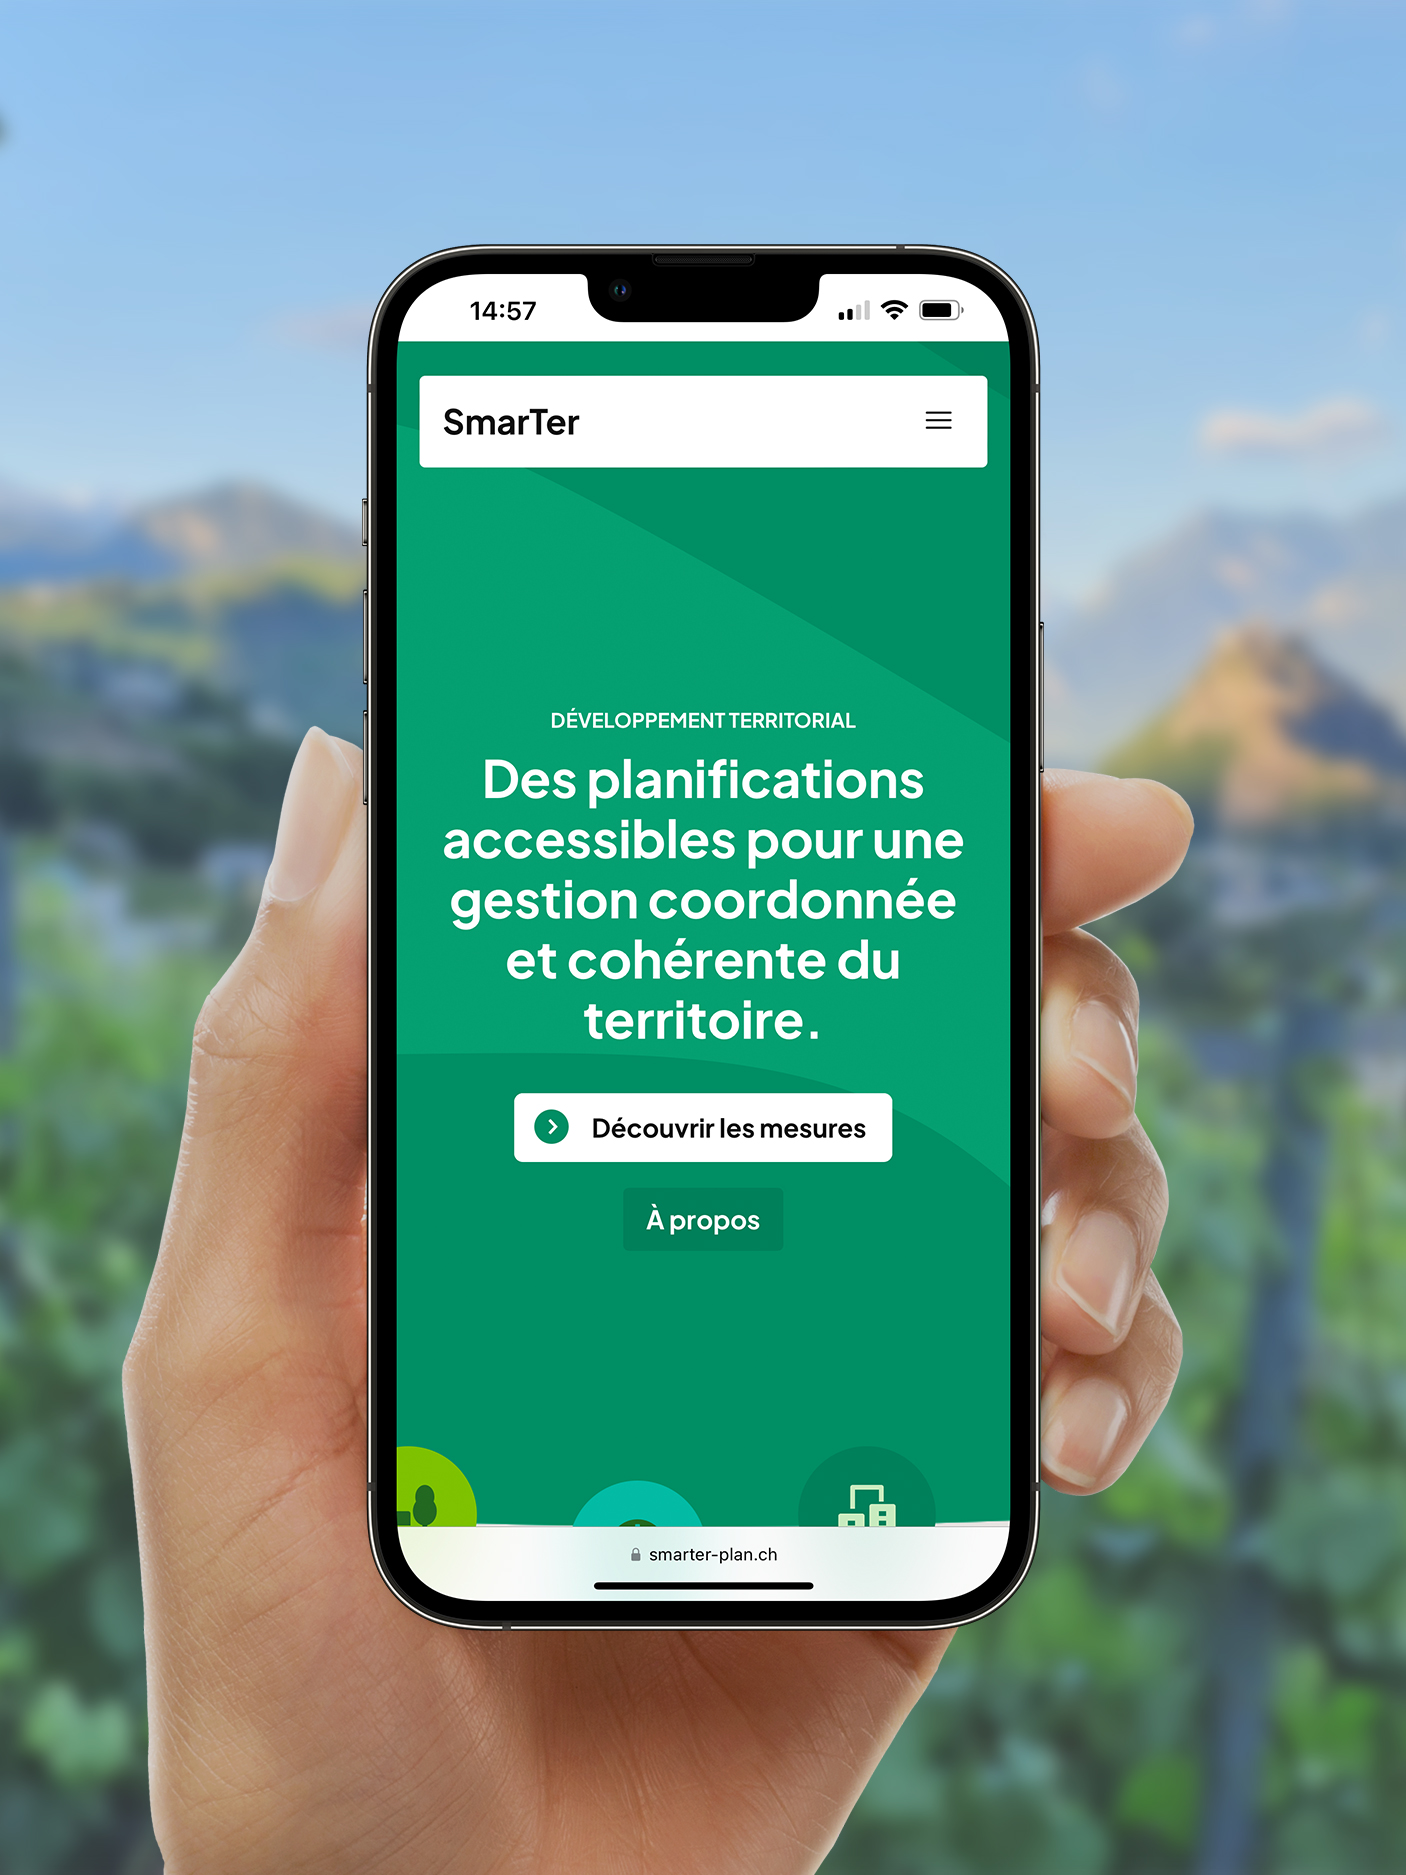 14:57
SmarTer
DÉVELOPPEMENT TERRITORIAL
Des planifications
accessibles pour une
gestion coordonnée
et cohérente du
territoire.
Découvrir les mesures
À propos
smarter-plan.ch